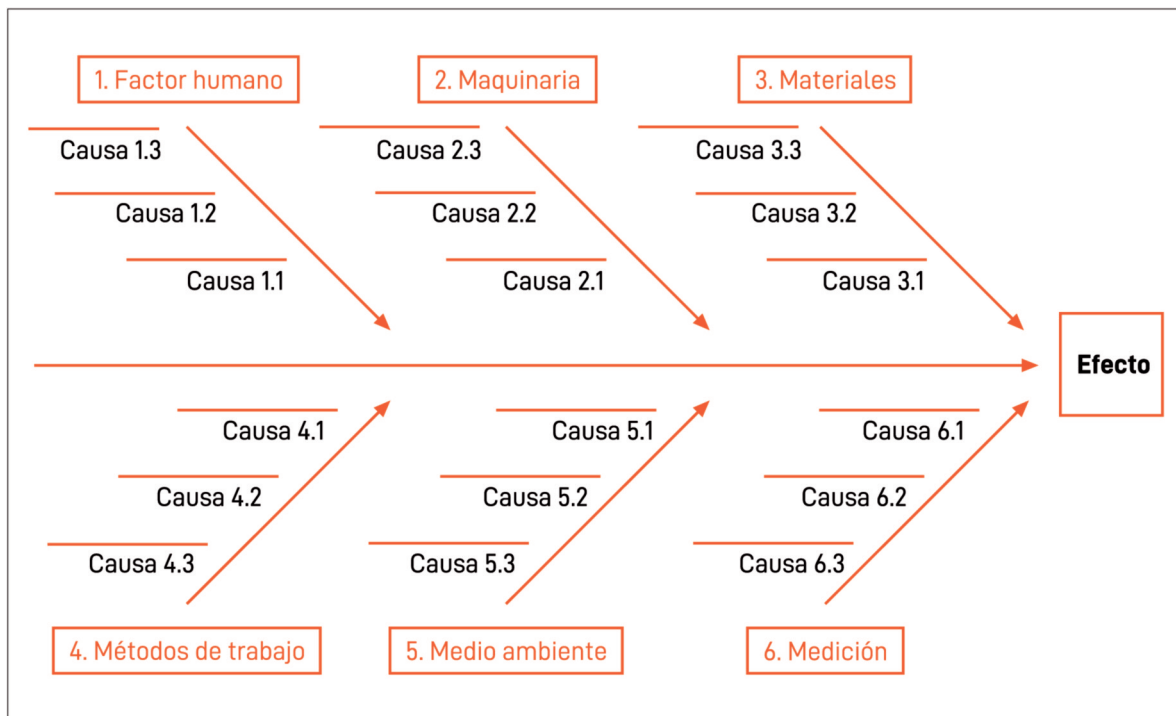 1. Factor humano
2. Maquinaria
3. Materiales
Causa 1.3
Causa 2.3
Causa 3.3
Causa 1.2
Causa 2.2
Causa 3.2
Causa 1.1
Causa 2.1
Causa 3.1
Efecto
Causa 4.1
Causa 5.1
Causa 6.1
Causa 4.2
Causa 5.2
Causa 6.2
Causa 4.3
Causa 5.3
Causa 6.3
4. Métodos de trabajo
5. Medio ambiente
6. Medición